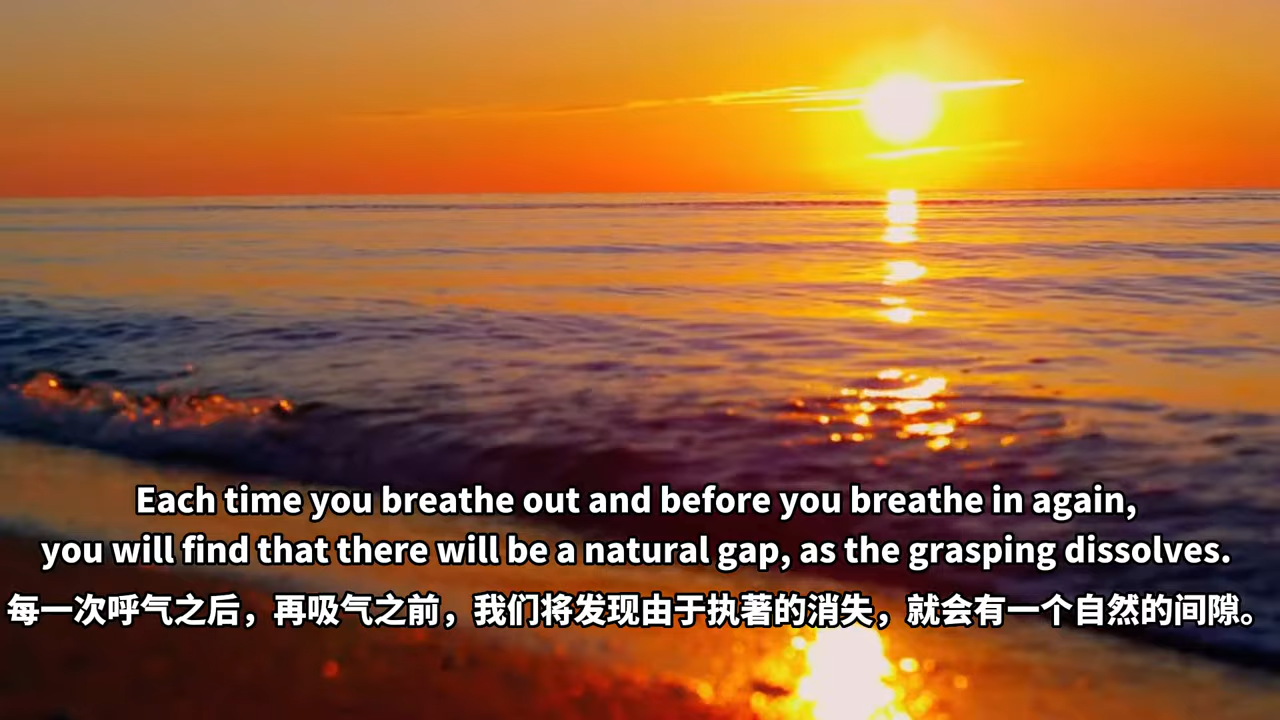 Each time you breathe out and before you breathe in again,
you will find that there will be a natural gap, as the grasping dissolves.
每一次呼气之后，再吸气之前，我们将发现由于执著的消失，就会有一个自然的间隙。